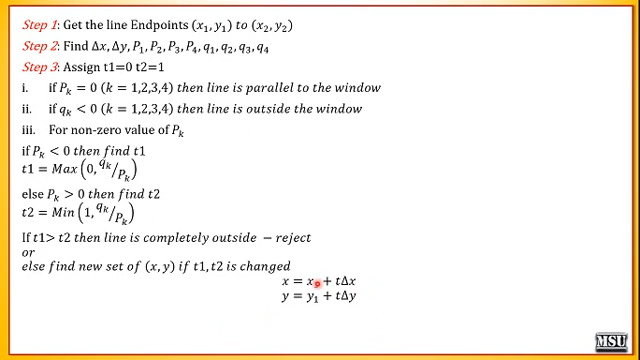 Step 1: Get the line Endpoints (x₁, y₁) to (x₂, y₂)
Step 2: Find Δx, Δy, P₁, P₂, P₃, P₄, q₁, q₂, q₃, q₄
Step 3: Assign t1=0 t2=1
i. if Pₖ = 0 (k = 1,2,3,4) then line is parallel to the window
ii. if qₖ < 0 (k = 1,2,3,4) then line is outside the window
iii. For non-zero value of Pₖ
if Pₖ < 0 then find t1
t1 = Max (0, qₖ/Pₖ)
else Pₖ > 0 then find t2
t2 = Min (1, qₖ/Pₖ)
If t1> t2 then line is completely outside − reject
or
else find new set of (x, y) if t1, t2 is changed
x = x + tΔx
y = y₁ + tΔy
MSU